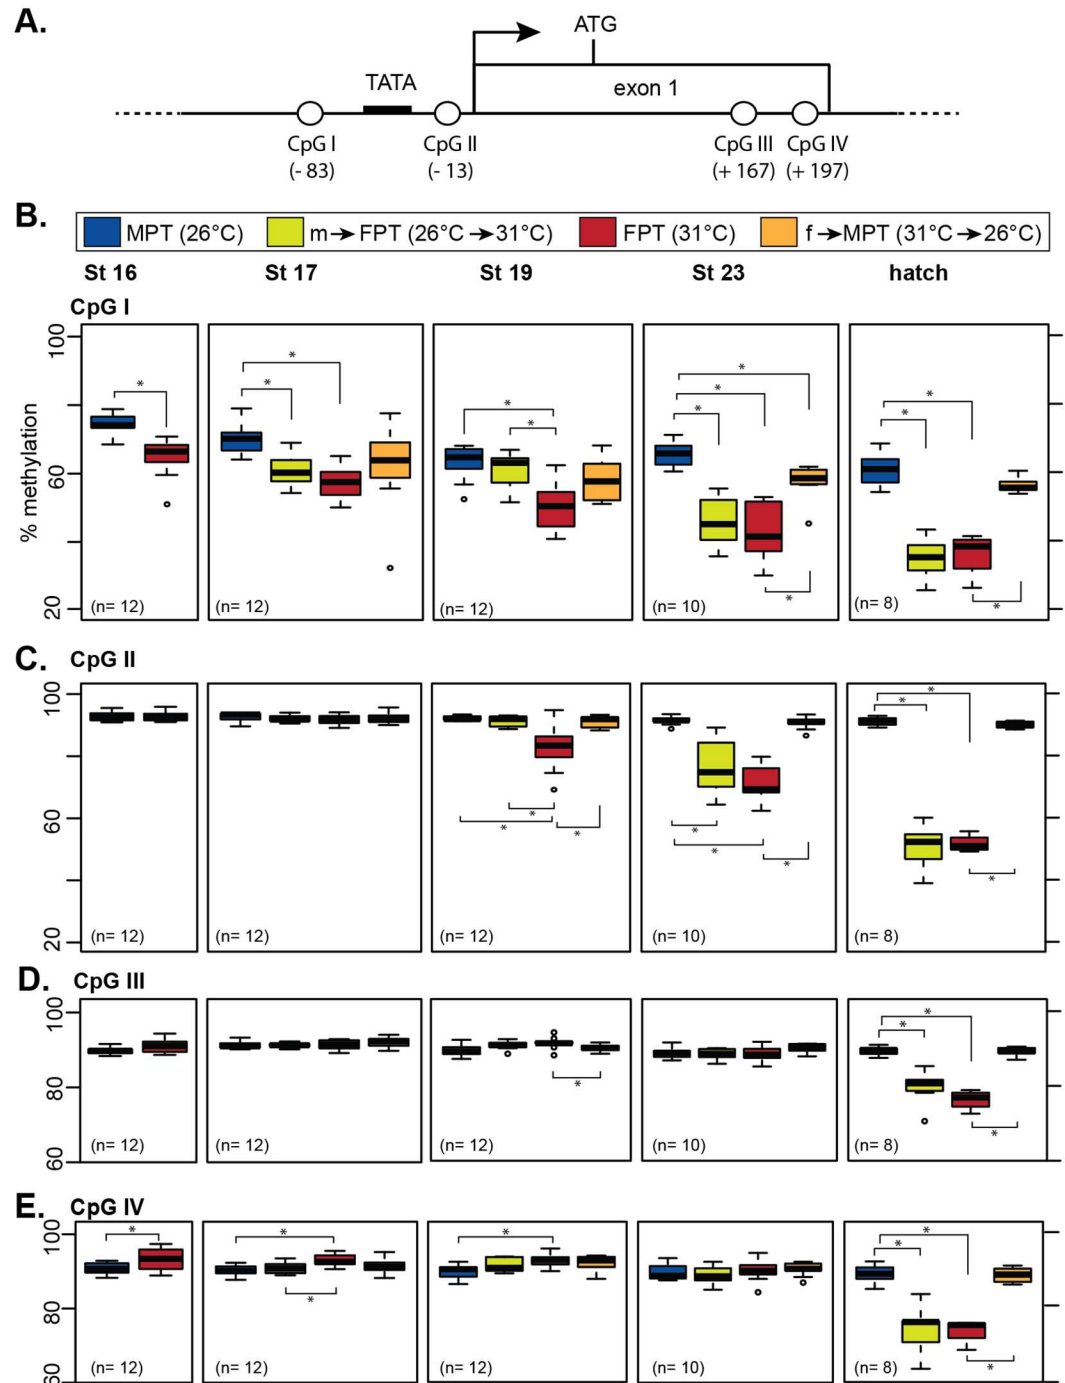 A.
ATG
TATA
exon 1
CpG I CpG II CpG III CpG IV
(- 83) (- 13) (+ 167) (+ 197)
B.
MPT (26°C) m→FPT (26°C→31°C) FPT (31°C) f→MPT (31°C→26°C)
St 16 St 17 St 19 St 23 hatch
CpG I
100
* * * * * * * * * *
60
% methylation
* *
20
(n= 12) (n= 12) (n= 12) (n= 10) (n= 8)
C. CpG II
100
* *
60
* * * * * * *
20
(n= 12) (n= 12) (n= 12) (n= 10) (n= 8)
D. CpG III
100
* *
80
* *
(n= 12) (n= 12) (n= 12) (n= 10) (n= 8)
60
E. CpG IV
100
* * * * *
80
* *
(n= 12) (n= 12) (n= 12) (n= 10) (n= 8)
60